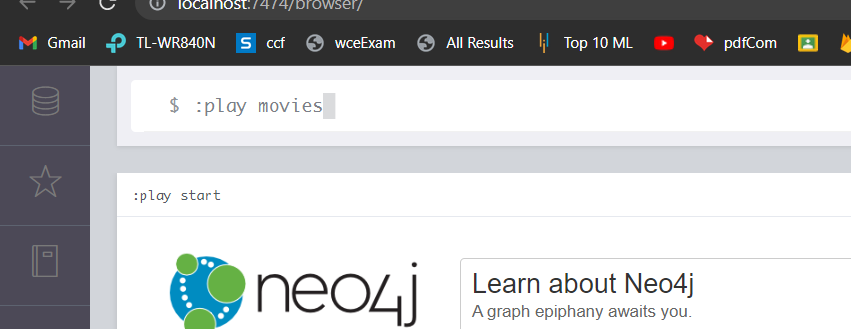 localhost:7474/browser/
Gmail TL-WR840N S ccf wceExam All Results Top 10 ML pdfCom
$ :play movies
:play start
neo4j
Learn about Neo4j
A graph epiphany awaits you.